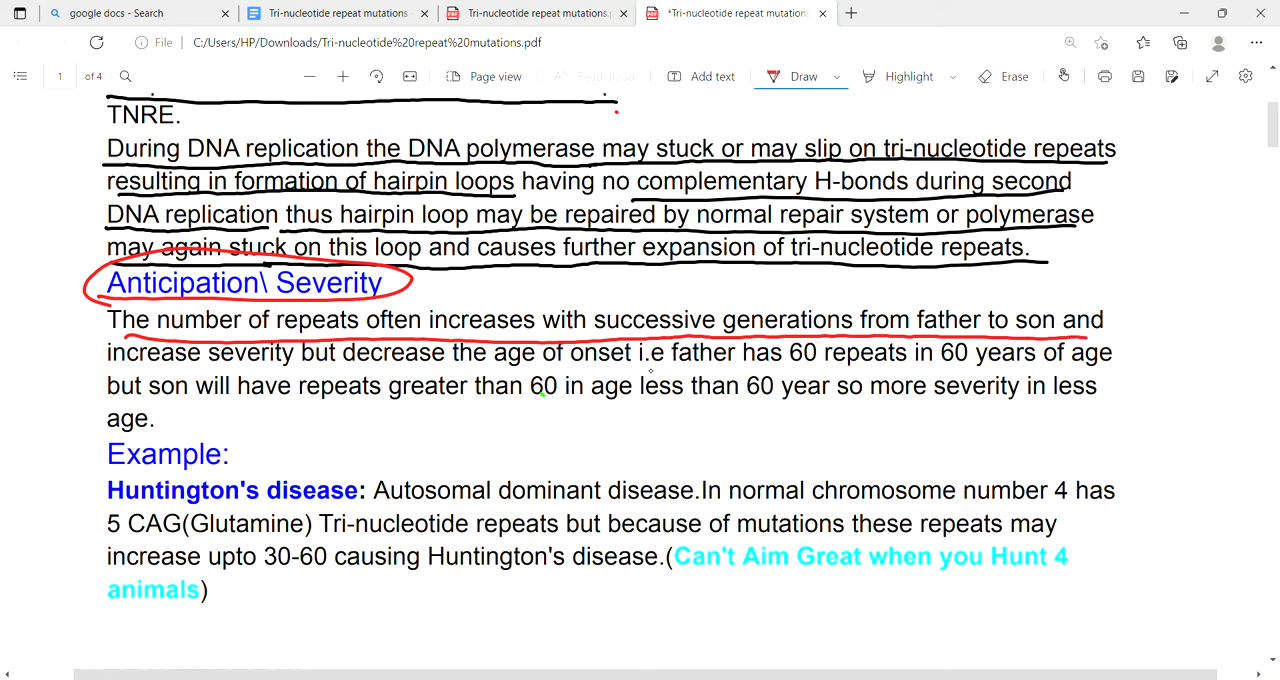 google docs - Search
Tri-nucleotide repeat mutations
Tri-nucleotide repeat mutations.p
*Tri-nucleotide repeat mutation
File
C:/Users/HP/Downloads/Tri-nucleotide%20repeat%20mutations.pdf
1 of 4
Page view
Read aloud
Add text
Draw
Highlight
Erase
TNRE.
During DNA replication the DNA polymerase may stuck or may slip on tri-nucleotide repeats
resulting in formation of hairpin loops having no complementary H-bonds during second
DNA replication thus hairpin loop may be repaired by normal repair system or polymerase
may again stuck on this loop and causes further expansion of tri-nucleotide repeats.
Anticipation\ Severity
The number of repeats often increases with successive generations from father to son and
increase severity but decrease the age of onset i.e father has 60 repeats in 60 years of age
but son will have repeats greater than 60 in age less than 60 year so more severity in less
age.
Example:
Huntington's disease: Autosomal dominant disease.In normal chromosome number 4 has
5 CAG(Glutamine) Tri-nucleotide repeats but because of mutations these repeats may
increase upto 30-60 causing Huntington's disease.(Can't Aim Great when you Hunt 4
animals)